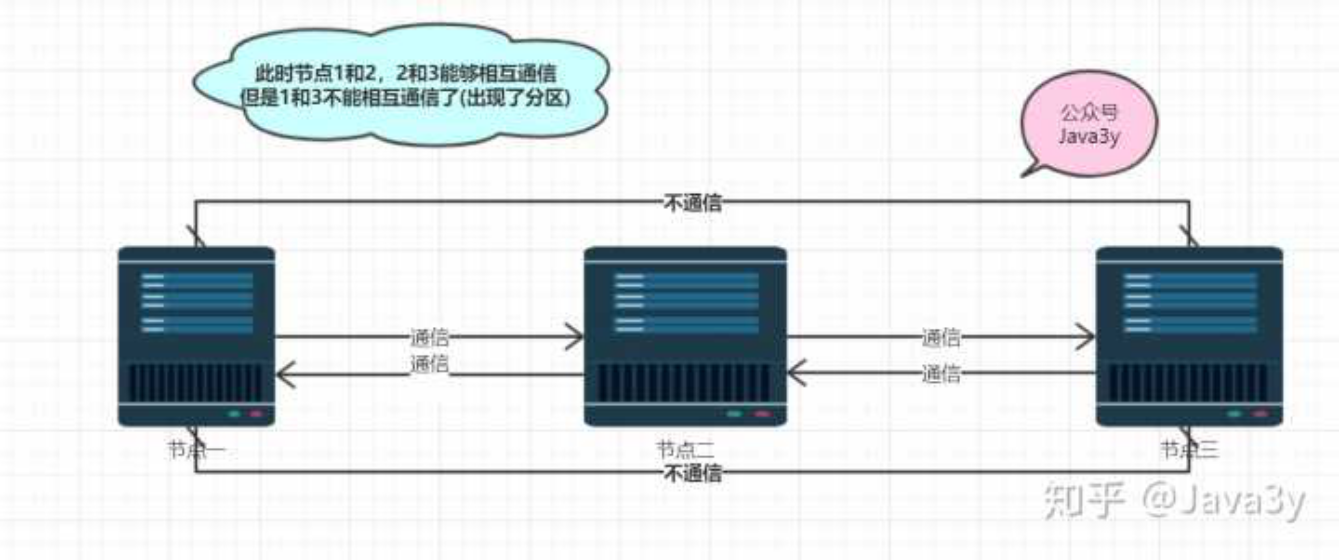 此时节点1和2，2和3能够相互通信
但是1和3不能相互通信了(出现了分区)
公众号
Java3y
不通信
通信
通信
通信
通信
节点一
节点二
节点三
不通信
知乎 @Java3y